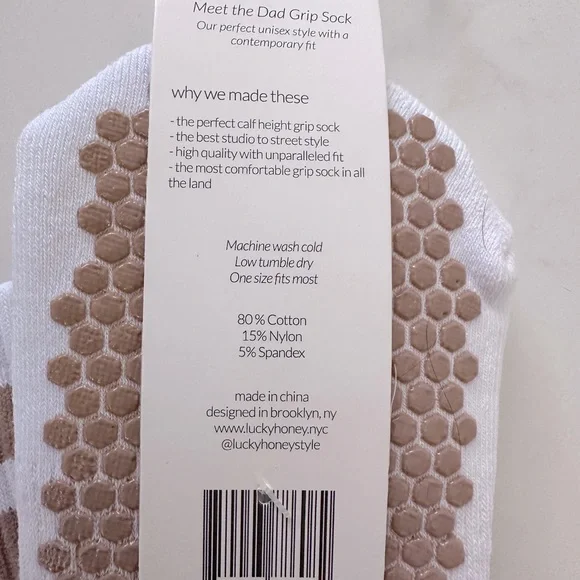 Meet the Dad Grip Sock
Our perfect unisex style with a
contemporary fit
why we made these
- the perfect calf height grip sock
- the best studio to street style
- high quality with unparalleled fit
- the most comfortable grip sock in all
the land
Machine wash cold
Low tumble dry
One size fits most
80% Cotton
15% Nylon
5% Spandex
made in china
designed in brooklyn, ny
www.luckyhoney.nyc
@luckyhoneystyle